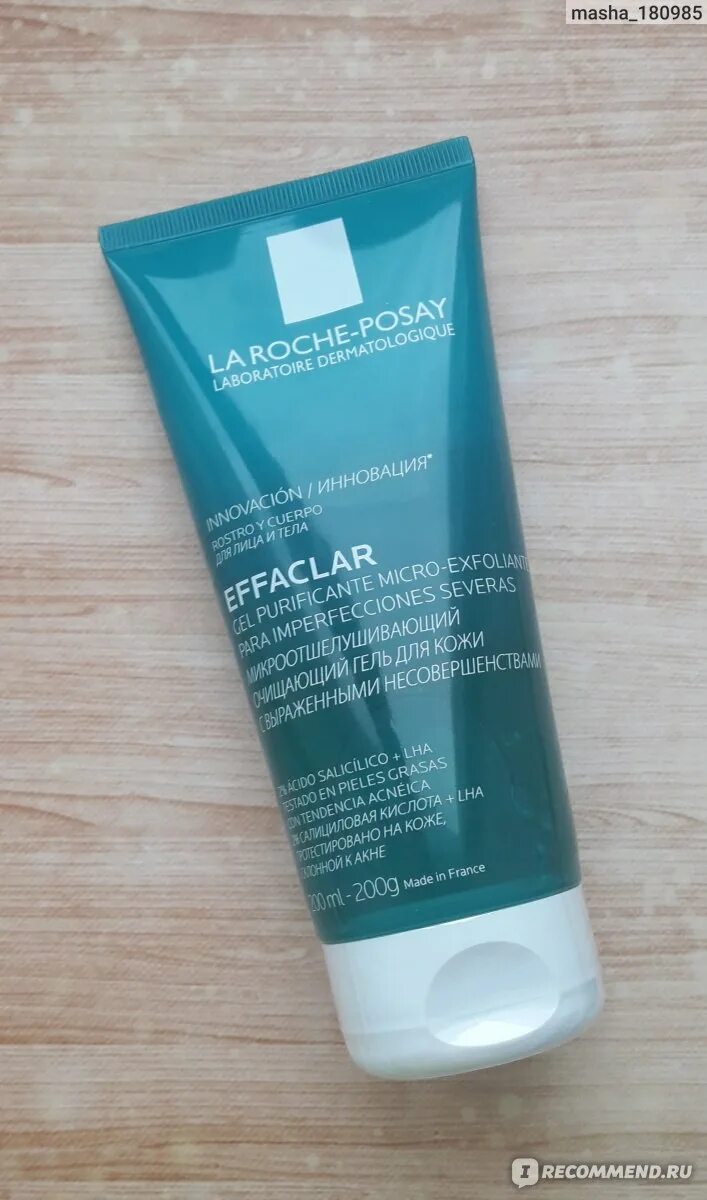 masha_180985
LA ROCHE-POSAY
LABORATOIRE DERMATOLOGIQUE
INNOVACIÓN / ИННОВАЦИЯ*
ROSTRO Y CUERPO
ДЛЯ ЛИЦА И ТЕЛА
EFFACLAR
GEL PURIFICANTE MICRO-EXFOLIANTE
PARA IMPERFECCIONES SEVERAS
МИКРООТШЕЛУШИВАЮЩИЙ
ОЧИЩАЮЩИЙ ГЕЛЬ ДЛЯ КОЖИ
С ВЫРАЖЕННЫМИ НЕСОВЕРШЕНСТВАМИ
2% ÁCIDO SALICÍLICO + LHA
TESTADO EN PIELES GRASAS
CON TENDENCIA ACNÉICA
2% САЛИЦИЛОВАЯ КИСЛОТА + LHA
ПРОТЕСТИРОВАНО НА КОЖЕ,
СКЛОННОЙ К АКНЕ
200 ml - 200g Made in France
I RECOMMEND.RU